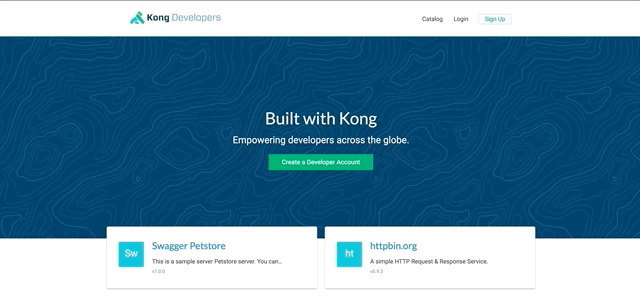 Kong Developers
Catalog
Login
Sign Up
Built with Kong
Empowering developers across the globe.
Create a Developer Account
Sw
Swagger Petstore
This is a sample server Petstore server. You can...
v1.0.0
ht
httpbin.org
A simple HTTP Request & Response Service.
v0.9.3